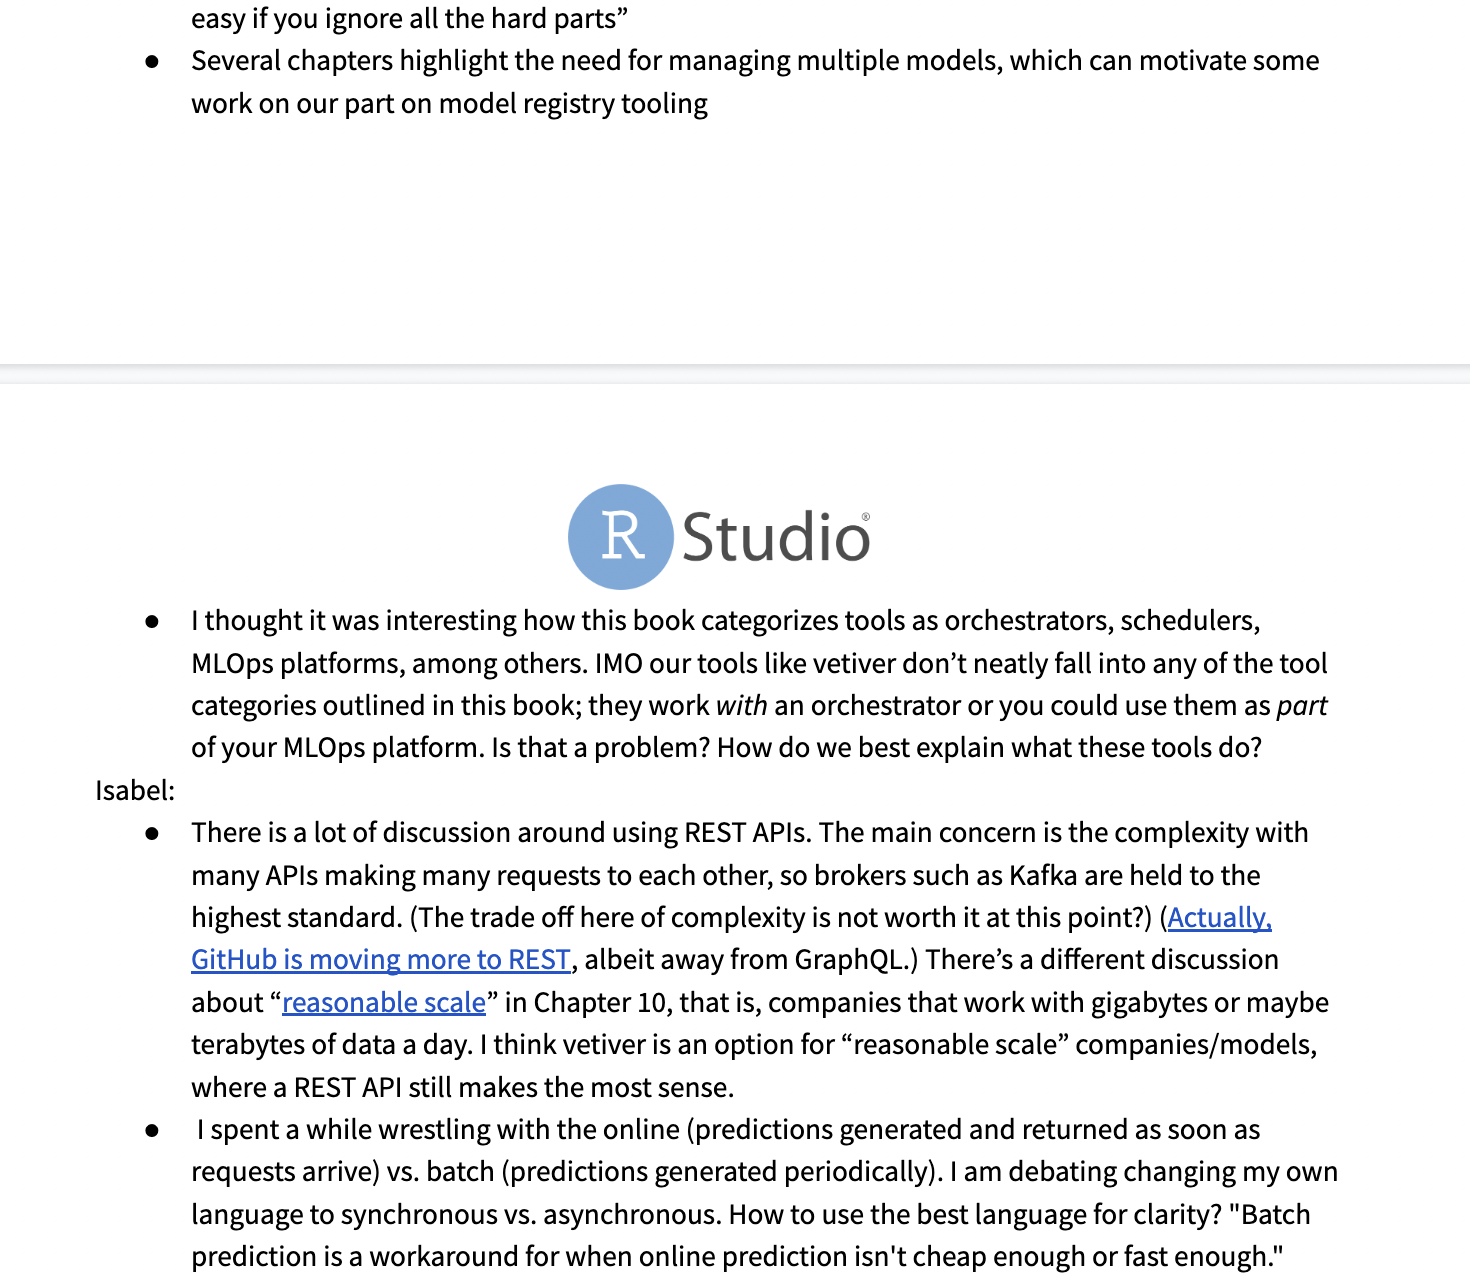 easy if you ignore all the hard parts”
● Several chapters highlight the need for managing multiple models, which can motivate some
work on our part on model registry tooling
R Studio®
● I thought it was interesting how this book categorizes tools as orchestrators, schedulers,
MLOps platforms, among others. IMO our tools like vetiver don’t neatly fall into any of the tool
categories outlined in this book; they work with an orchestrator or you could use them as part
of your MLOps platform. Is that a problem? How do we best explain what these tools do?
Isabel:
● There is a lot of discussion around using REST APIs. The main concern is the complexity with
many APIs making many requests to each other, so brokers such as Kafka are held to the
highest standard. (The trade off here of complexity is not worth it at this point?) (Actually,
GitHub is moving more to REST, albeit away from GraphQL.) There’s a different discussion
about “reasonable scale” in Chapter 10, that is, companies that work with gigabytes or maybe
terabytes of data a day. I think vetiver is an option for “reasonable scale” companies/models,
where a REST API still makes the most sense.
● I spent a while wrestling with the online (predictions generated and returned as soon as
requests arrive) vs. batch (predictions generated periodically). I am debating changing my own
language to synchronous vs. asynchronous. How to use the best language for clarity? "Batch
prediction is a workaround for when online prediction isn't cheap enough or fast enough."